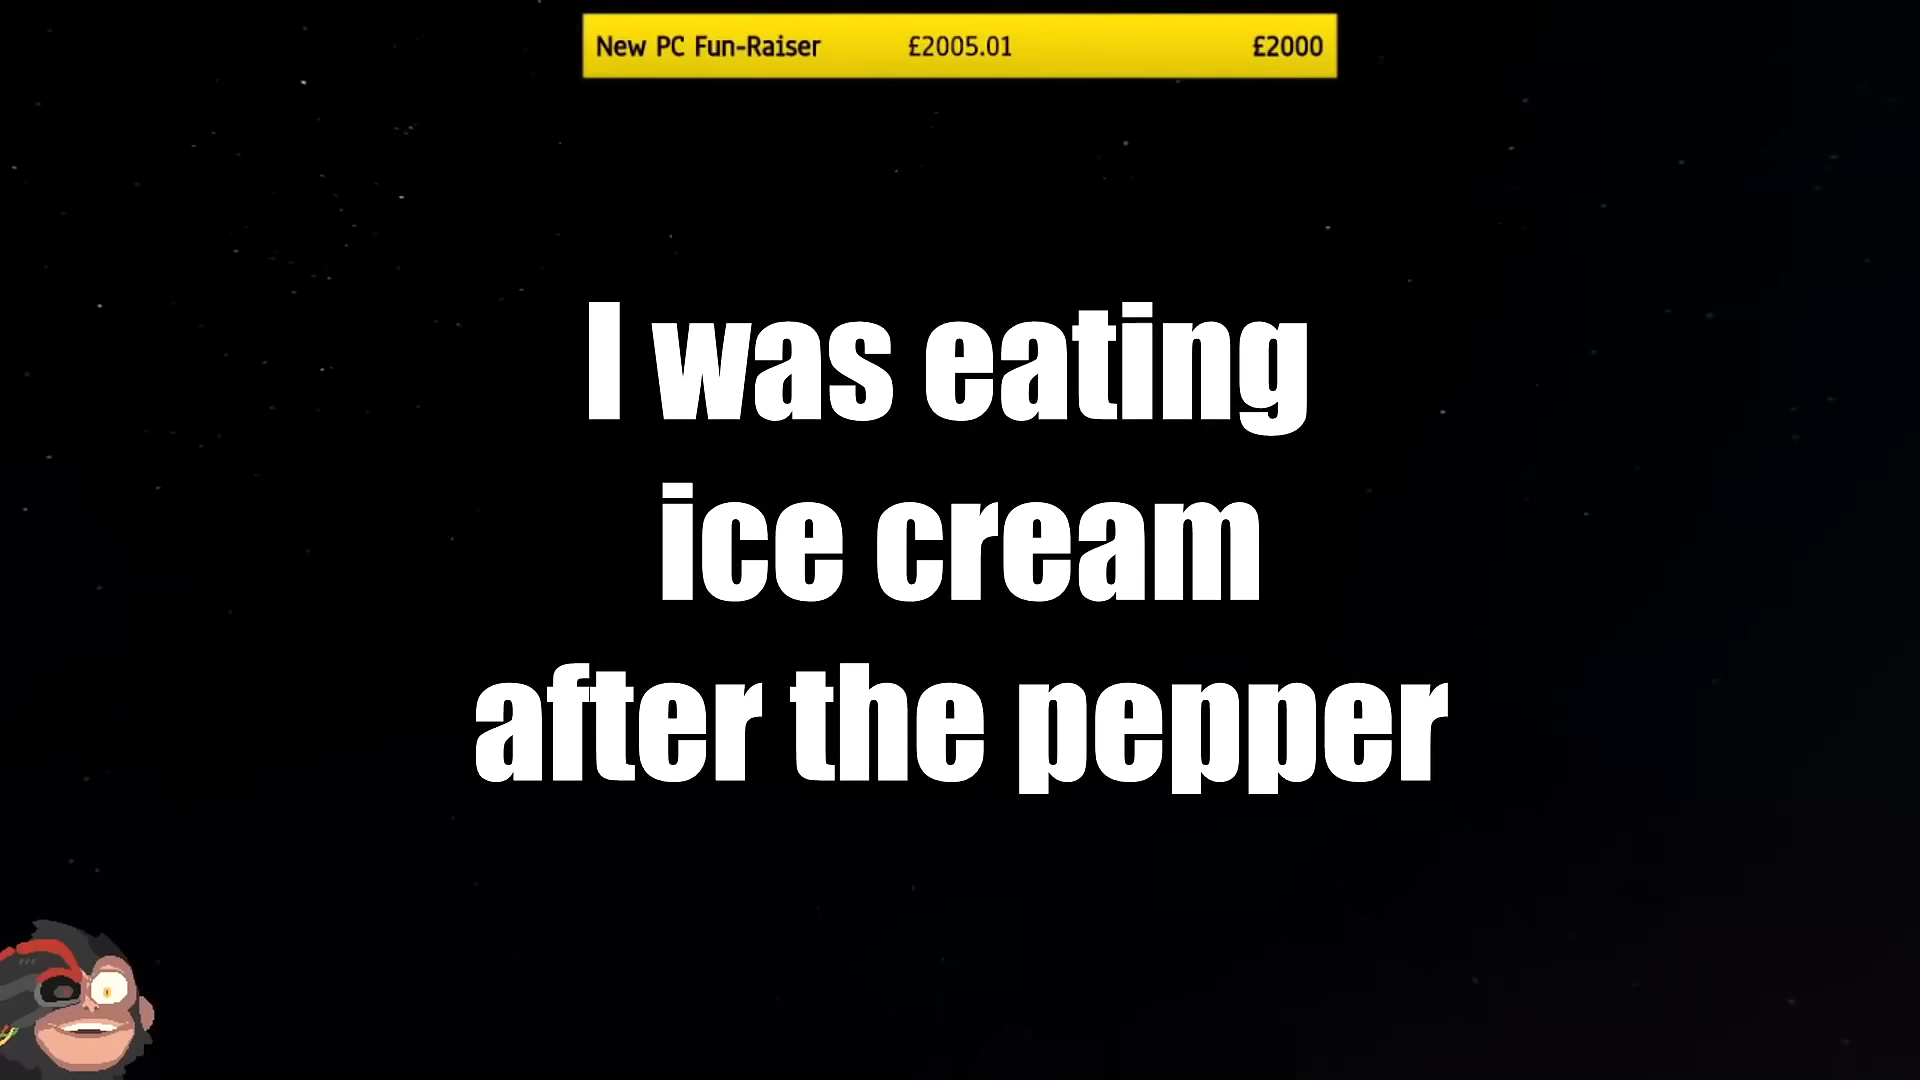 New PC Fun-Raiser £2005.01 £2000
I was eating
ice cream
after the pepper